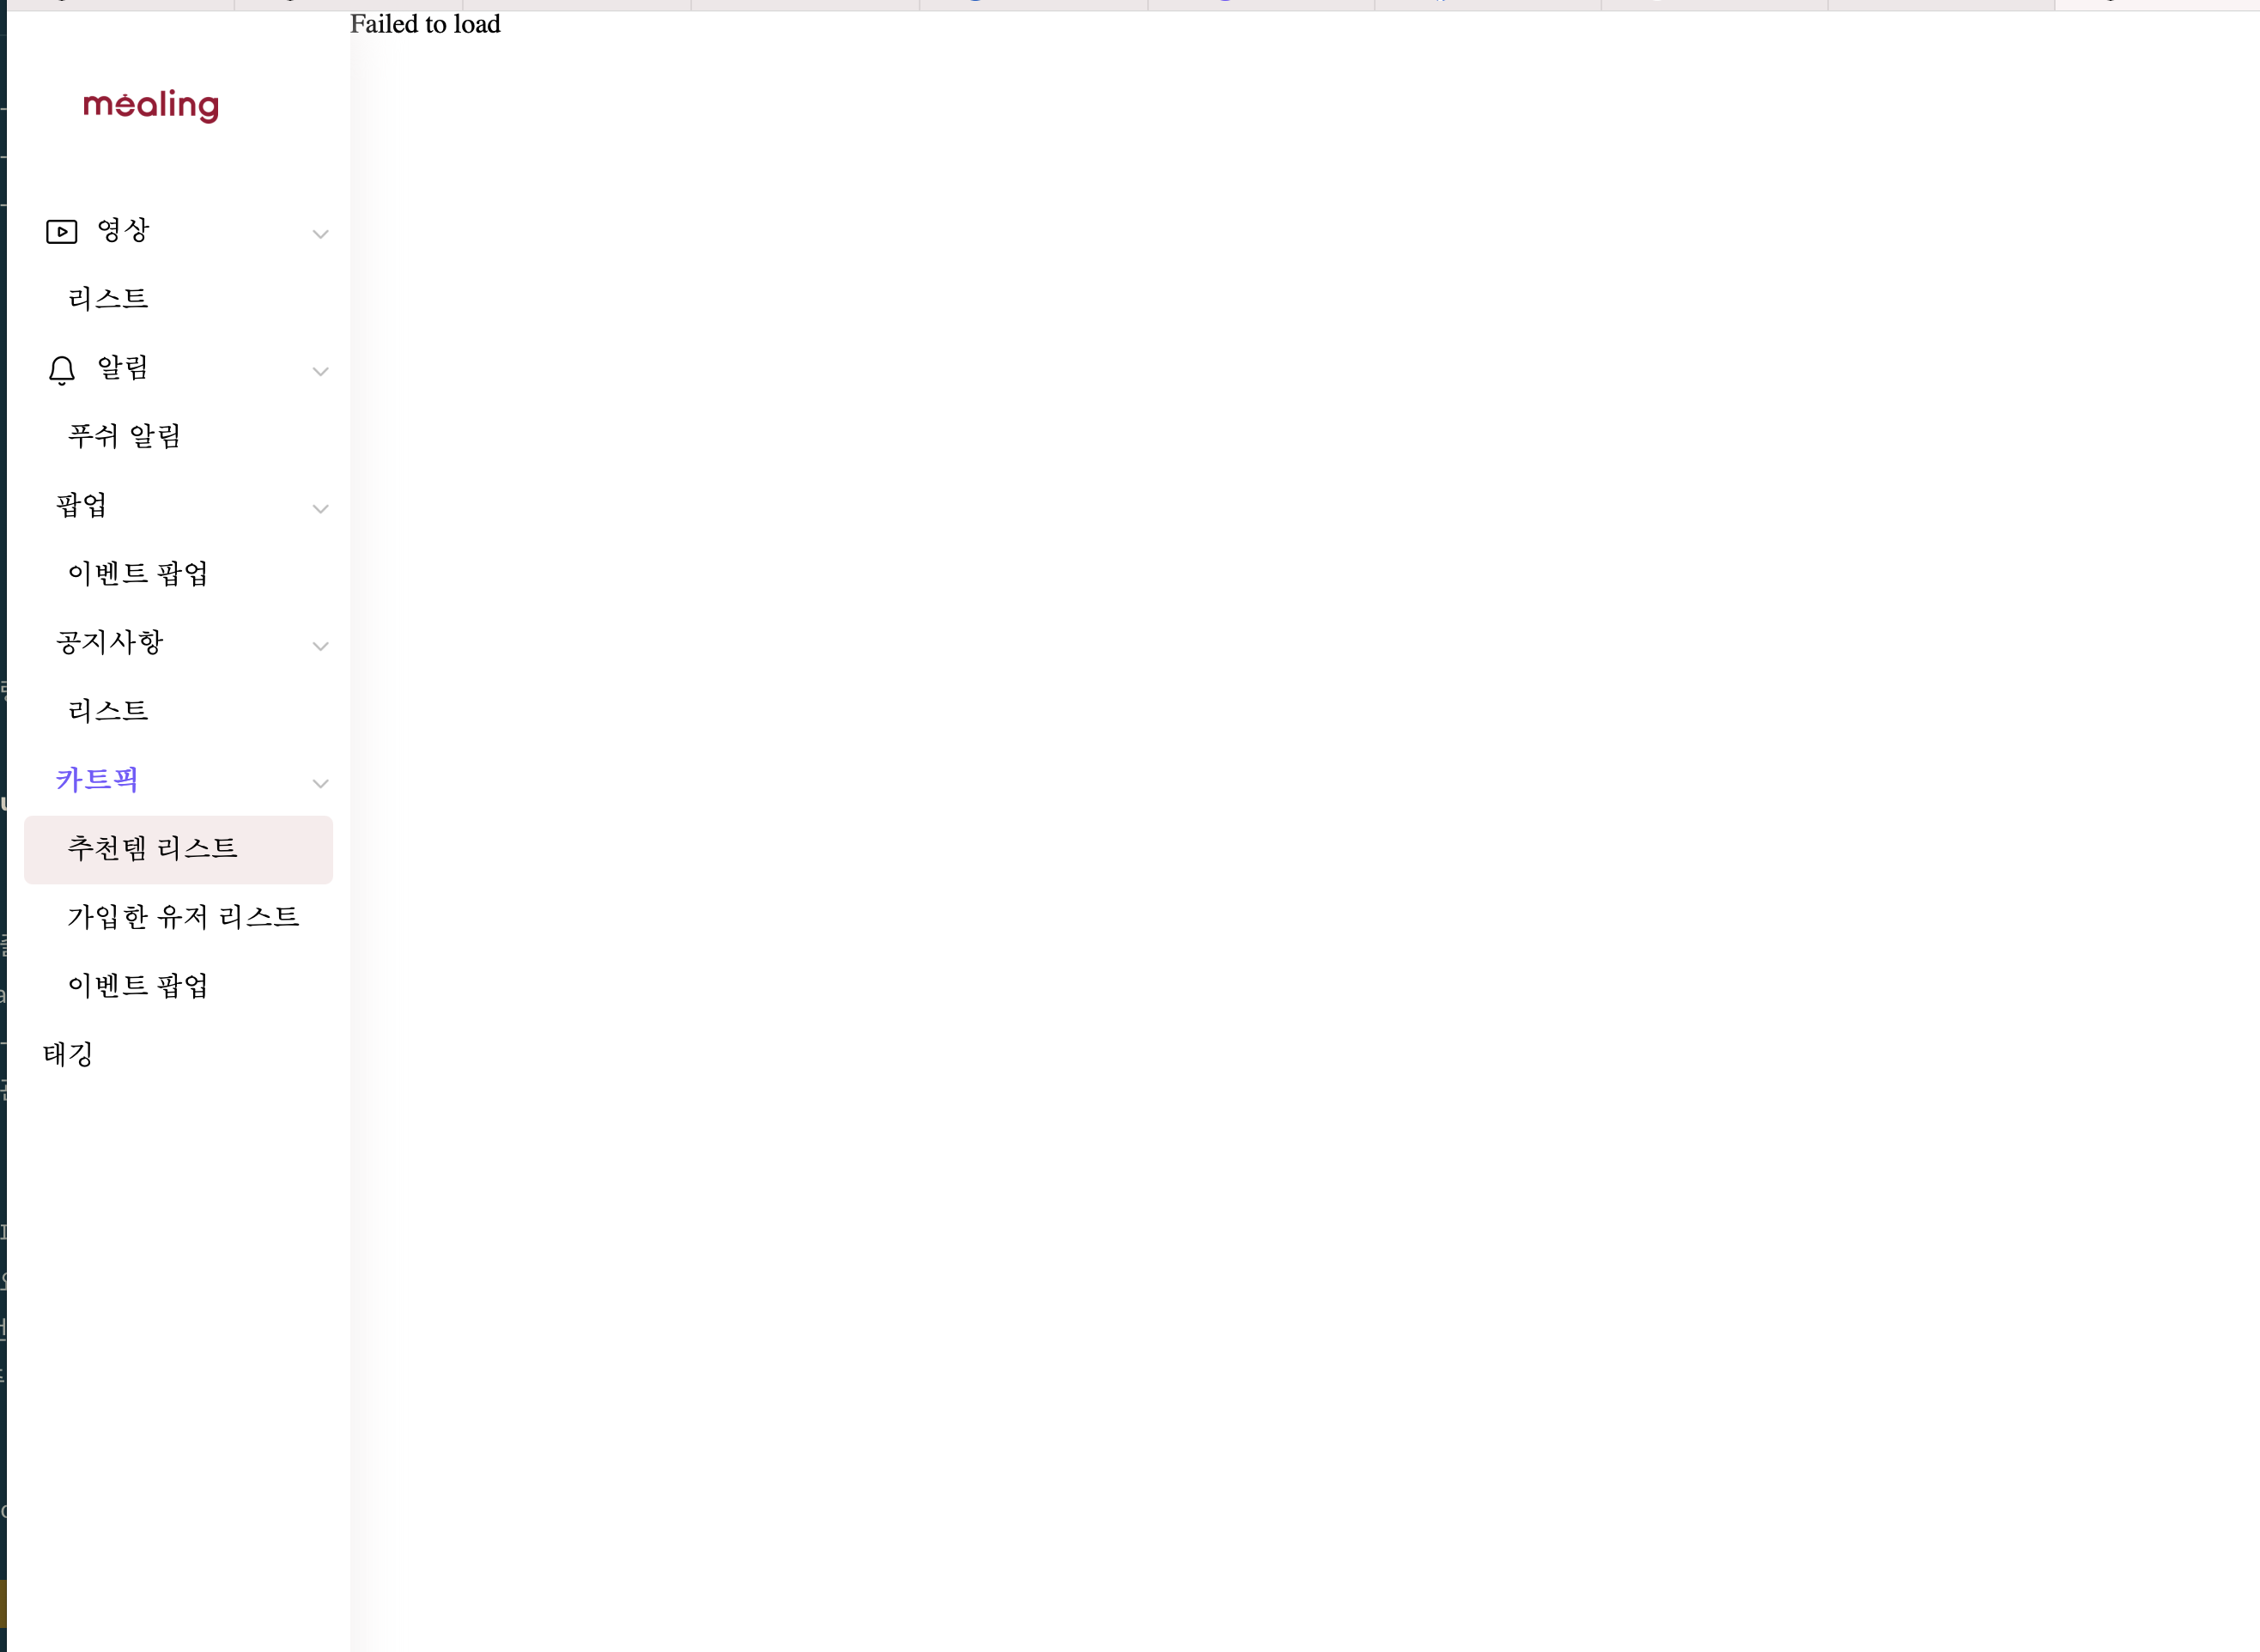 Failed to load
mealing
영상
리스트
알림
푸쉬 알림
팝업
이벤트 팝업
공지사항
리스트
카트픽
추천템 리스트
가입한 유저 리스트
이벤트 팝업
태깅